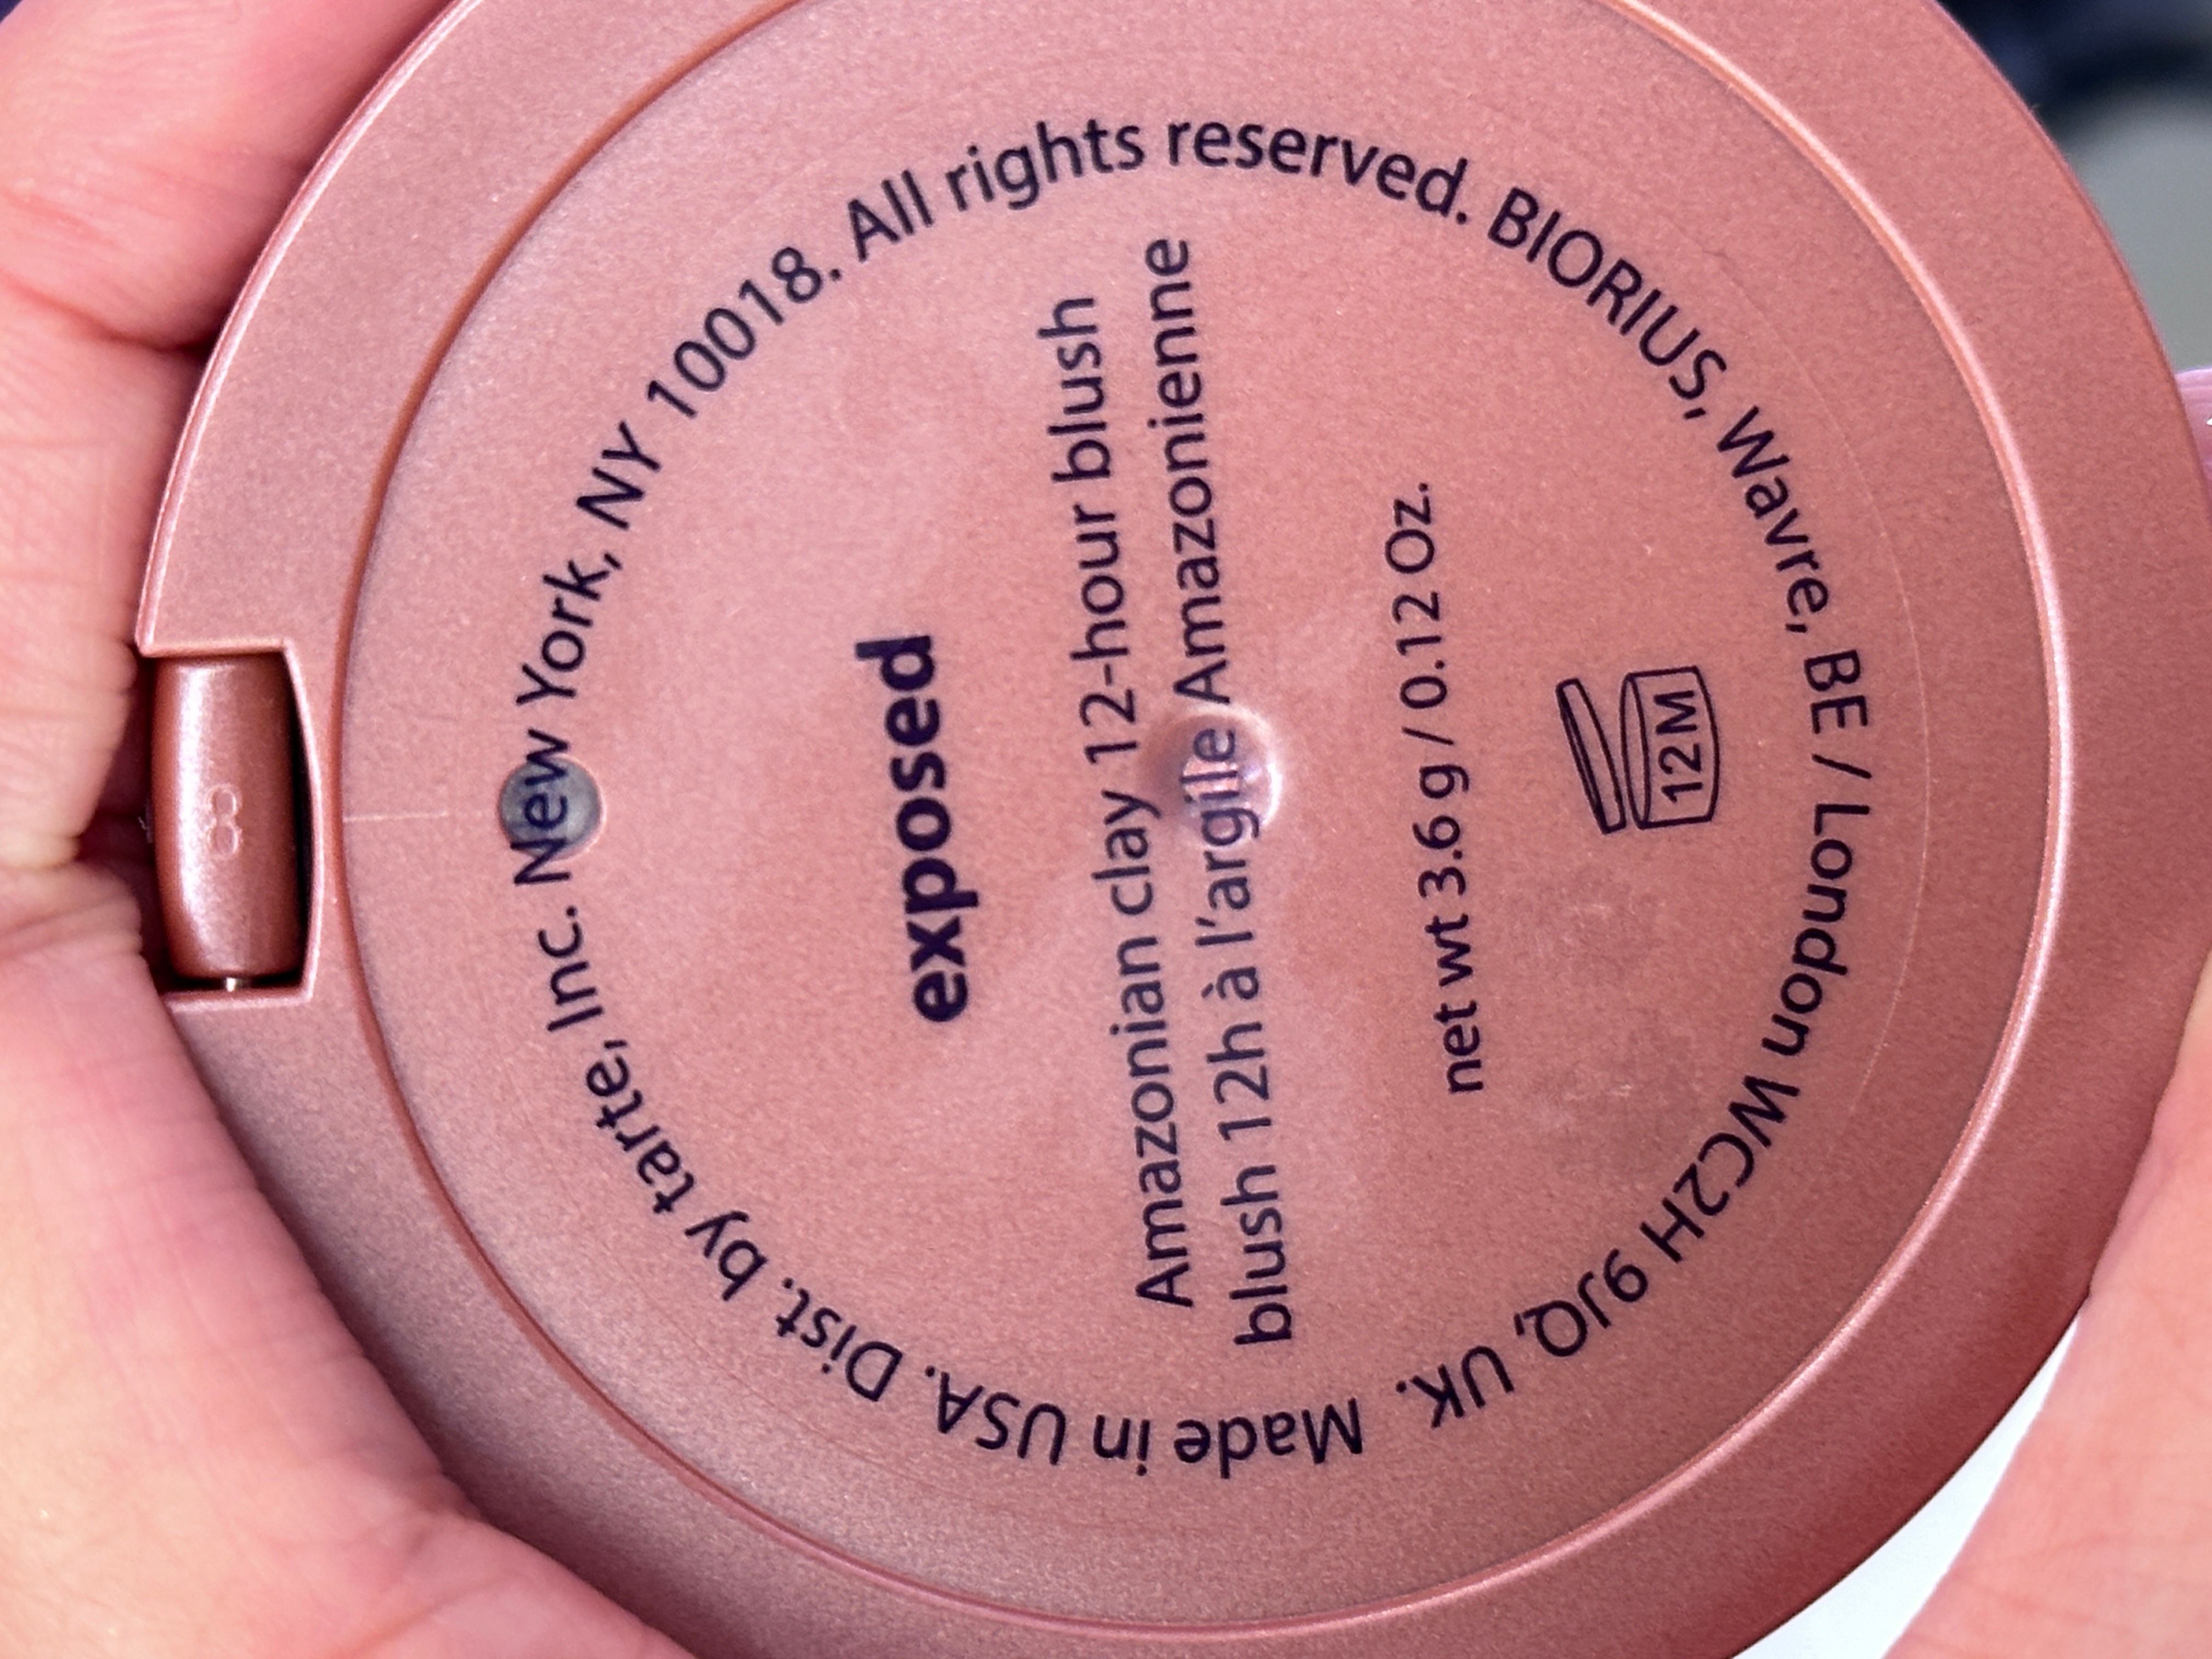 exposed
Amazonian clay 12-hour blush
blush 12h à l'argile Amazonienne
net wt 3.6 g / 0.12 Oz.
12M
Made in USA. Dist. by tarte, Inc. New York, NY 10018. All rights reserved. BIORIUS, Wavre, BE / London WC2H 9JQ, UK.
8